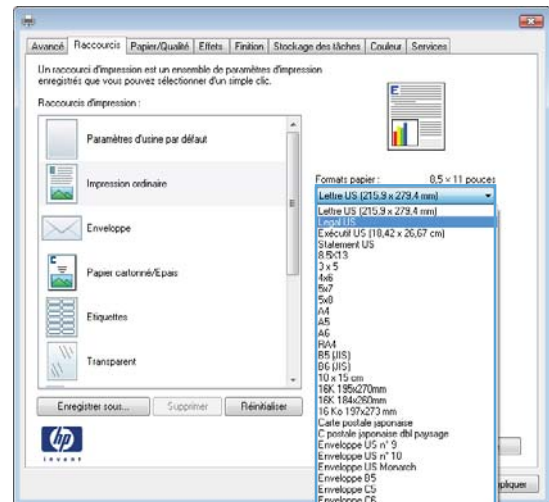 Avancé Raccourcis Papier/Qualité Effets Finition Stockage des tâches Couleur Services
Un raccourci d'impression est un ensemble de paramètres d'impression
enregistrés que vous pouvez sélectionner d'un simple clic.
Raccourcis d'impression :
Paramètres d'usine par défaut
Impression ordinaire
Enveloppe
Papier cartonné/Epais
Etiquettes
Transparent
Enregistrer sous...
Supprimer
Réinitialiser
hp
invent
E
Formats papier : 8,5 × 11 pouces
Lettre US (215,9 x 279,4 mm)
Lettre US (215,9 x 279,4 mm)
Legal US
Exécutif US (18,42 x 26,67 cm)
Statement US
8.5X13
3 x 5
4x6
5x7
5x8
A4
A5
A6
RA4
B5 (JIS)
B6 (JIS)
10 x 15 cm
16K 195x270mm
16K 184x260mm
16 Ko 197x273 mm
Carte postale japonaise
C postale japonaise dbl paysage
Enveloppe US n° 9
Enveloppe US n° 10
Enveloppe US Monarch
Enveloppe B5
Enveloppe C5
Enveloppe C6
pliquer